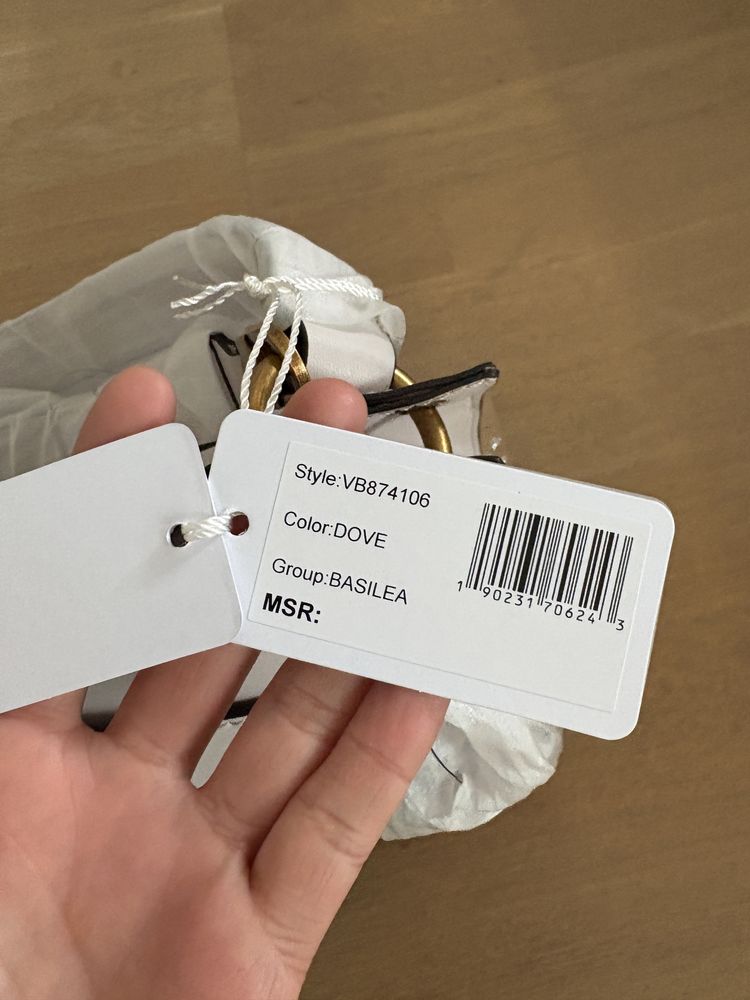 Style:VB874106
Color:DOVE
Group:BASILEA
MSR:
1 90231 70624 3